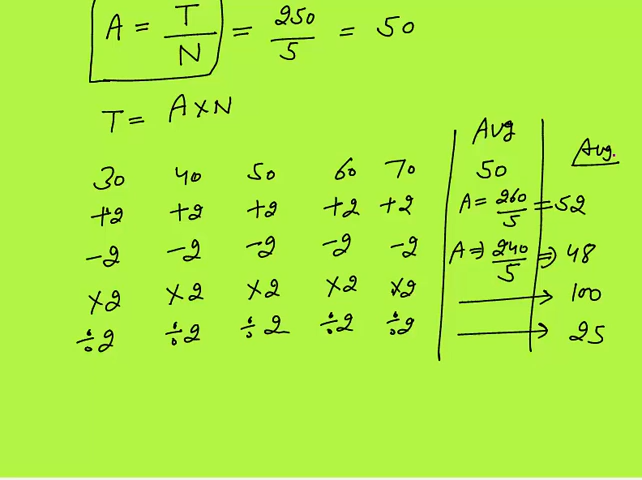 A = T/N = 250/5 = 50
T = A×N
Avg
Avg.
30 40 50 60 70 50
+2 +2 +2 +2 +2 A = 260/5 = 52
-2 -2 -2 -2 -2 A ⇒ 240/5 ⇒ 48
×2 ×2 ×2 ×2 ×2 → 100
÷2 ÷2 ÷2 ÷2 ÷2 → 25